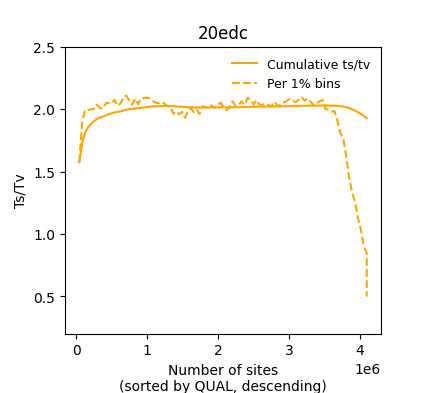 20edc
2.5
2.0
1.5
1.0
0.5
Ts/Tv
Cumulative ts/tv
Per 1% bins
0 1 2 3 4
1e6
Number of sites
(sorted by QUAL, descending)